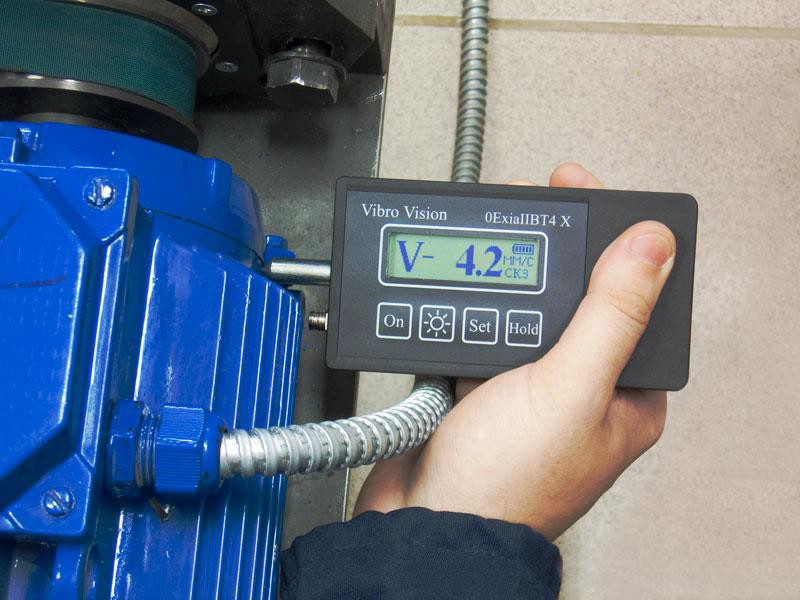 Vibro Vision 0ExiaIIBT4 X
V- 4.2 ММ/С
СКЗ
On Set Hold